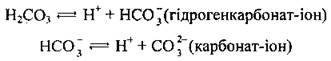 H₂CO₃ ⇌ H⁺ + HCO₃⁻(гідрогенкарбонат-іон)
HCO₃⁻ ⇌ H⁺ + CO₃²⁻(карбонат-іон)